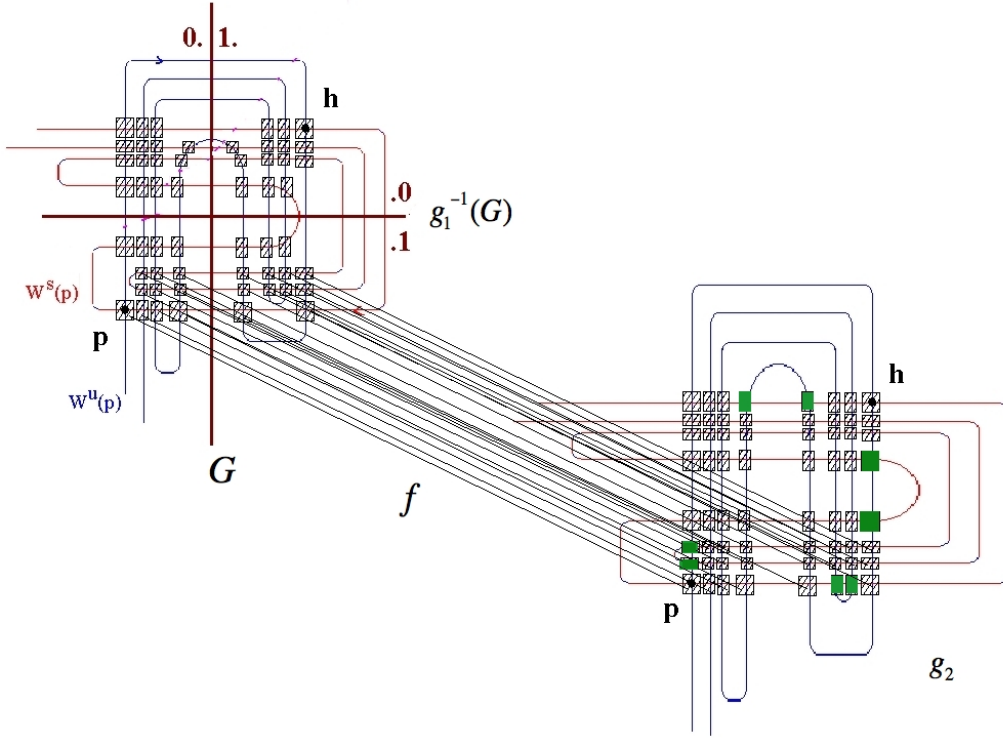 0. 1.
h
.0
g₁⁻¹(G)
.1
Wˢ(p)
p
h
Wᵘ(p)
G
f
p
g₂